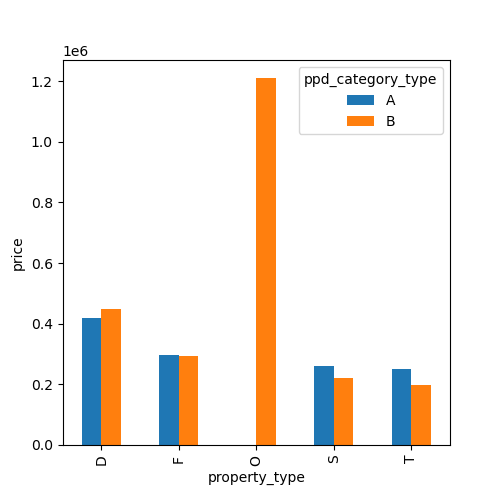 1e6
ppd_category_type
A
B
1.2
1.0
0.8
0.6
0.4
0.2
0.0
price
D
F
O
S
T
property_type